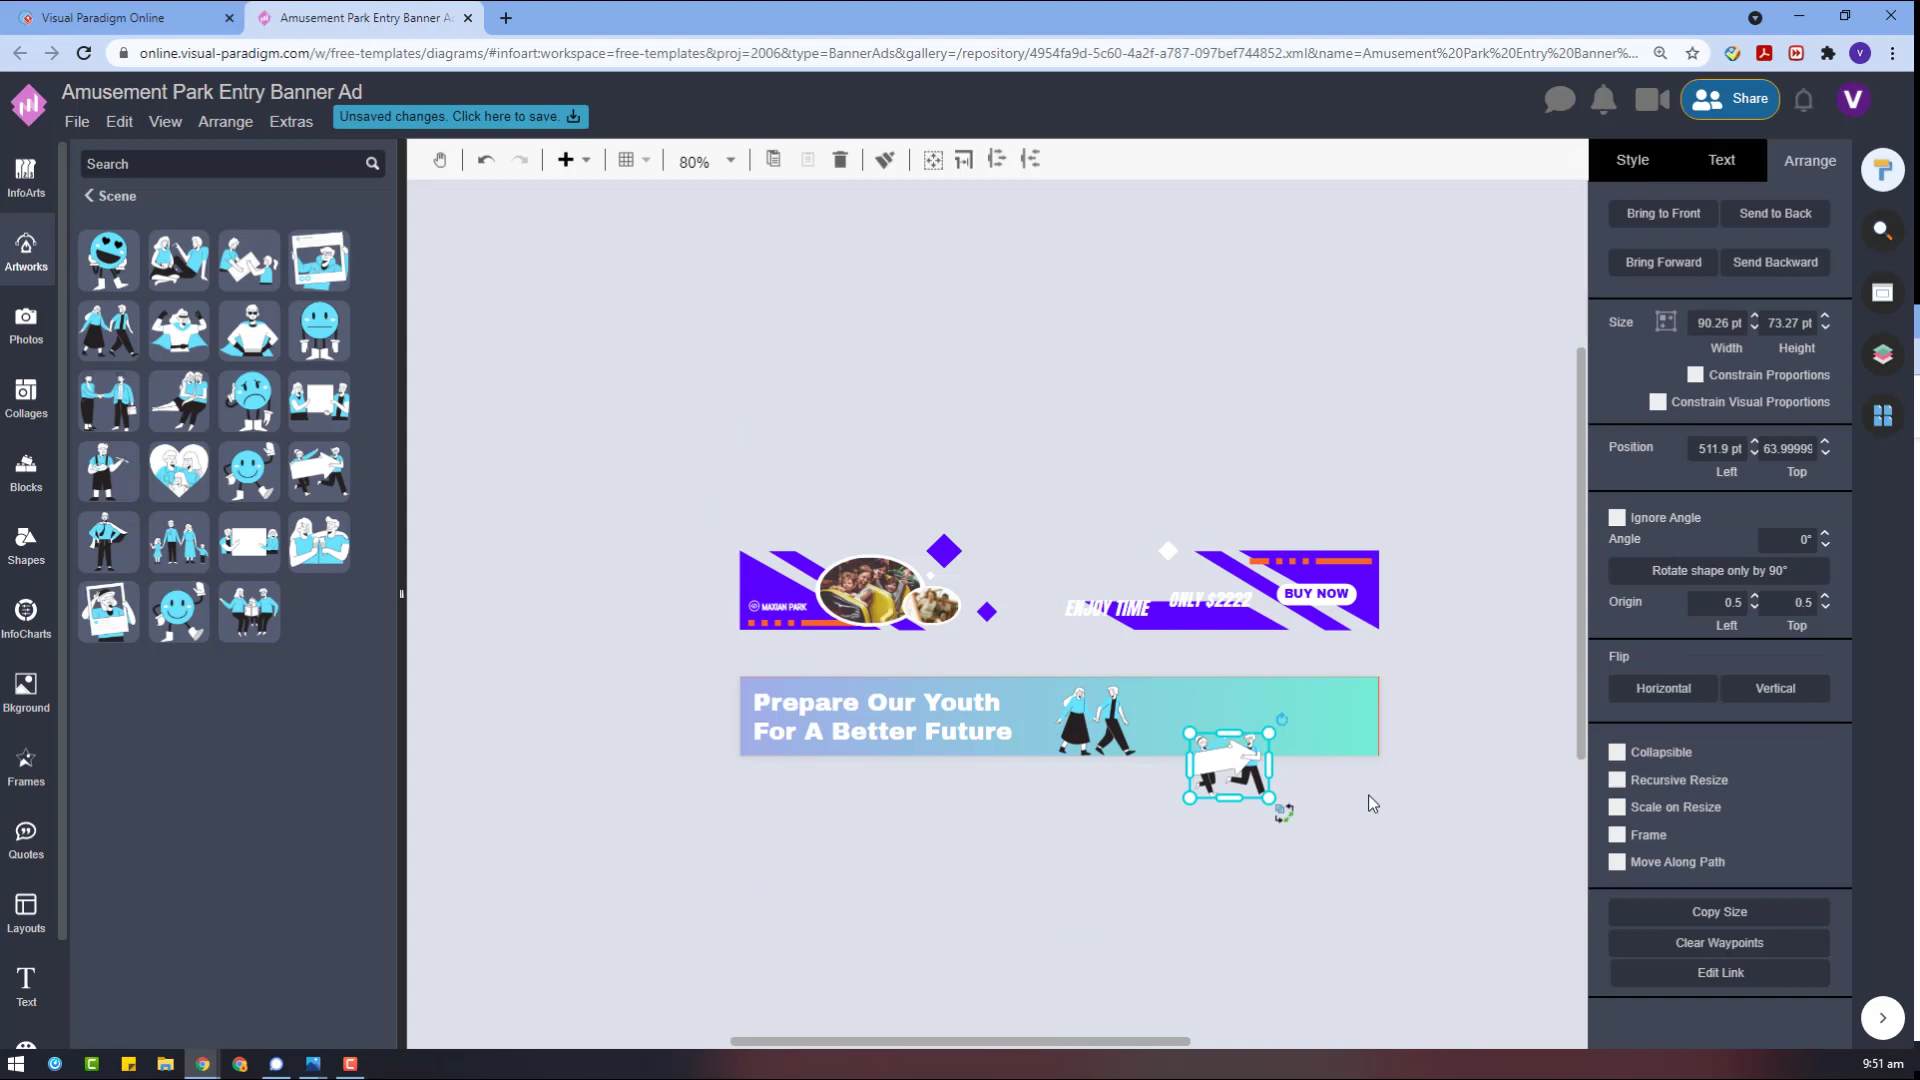 Visual Paradigm Online
Amusement Park Entry Banner A
online.visual-paradigm.com/w/free-templates/diagrams/#infoart:workspace=free-templates&proj=2006&type=BannerAds&gallery=/repository/4954fa9d-5c60-4a2f-a787-097bef744852.xml&name=Amusement%20Park%20Entry%20Banner%...
V
Amusement Park Entry Banner Ad
File Edit View Arrange Extras
Unsaved changes. Click here to save.
Share
V
InfoArts
Artworks
Photos
Collages
Blocks
Shapes
InfoCharts
Bkground
Frames
Quotes
Layouts
Text
Search
Scene
80%
MAXIAN PARK
ENJOY TIME
ONLY $2222
BUY NOW
Prepare Our Youth
For A Better Future
Style Text Arrange
Bring to Front Send to Back
Bring Forward Send Backward
Size 90.26 pt 73.27 pt
Width Height
Constrain Proportions
Constrain Visual Proportions
Position 511.9 pt 63.99999
Left Top
Ignore Angle
Angle 0°
Rotate shape only by 90°
Origin 0.5 0.5
Left Top
Flip
Horizontal Vertical
Collapsible
Recursive Resize
Scale on Resize
Frame
Move Along Path
Copy Size
Clear Waypoints
Edit Link
9:51 am